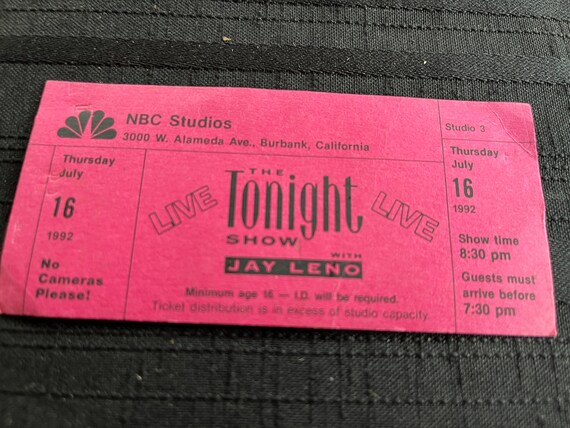 NBC Studios
3000 W. Alameda Ave., Burbank, California
Studio 3
Thursday
July
16
1992
No
Cameras
Please!
LIVE
THE
Tonight
SHOW
WITH
JAY LENO
LIVE
Minimum age 16 — I.D. will be required.
Ticket distribution is in excess of studio capacity.
Thursday
July
16
1992
Show time
8:30 pm
Guests must
arrive before
7:30 pm